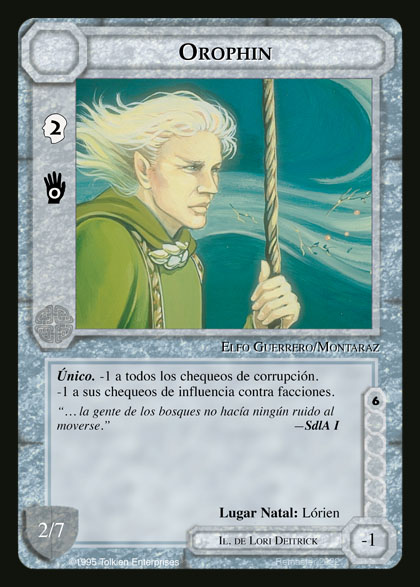 OROPHIN
2
ELFO GUERRERO/MONTARAZ
Único. -1 a todos los chequeos de corrupción.
-1 a sus chequeos de influencia contra facciones.
“… la gente de los bosques no hacía ningún ruido al
moverse.” —SdlA I
6
Lugar Natal: Lórien
2/7
IL. DE LORI DEITRICK
-1
©1995 Tolkien Enterprises